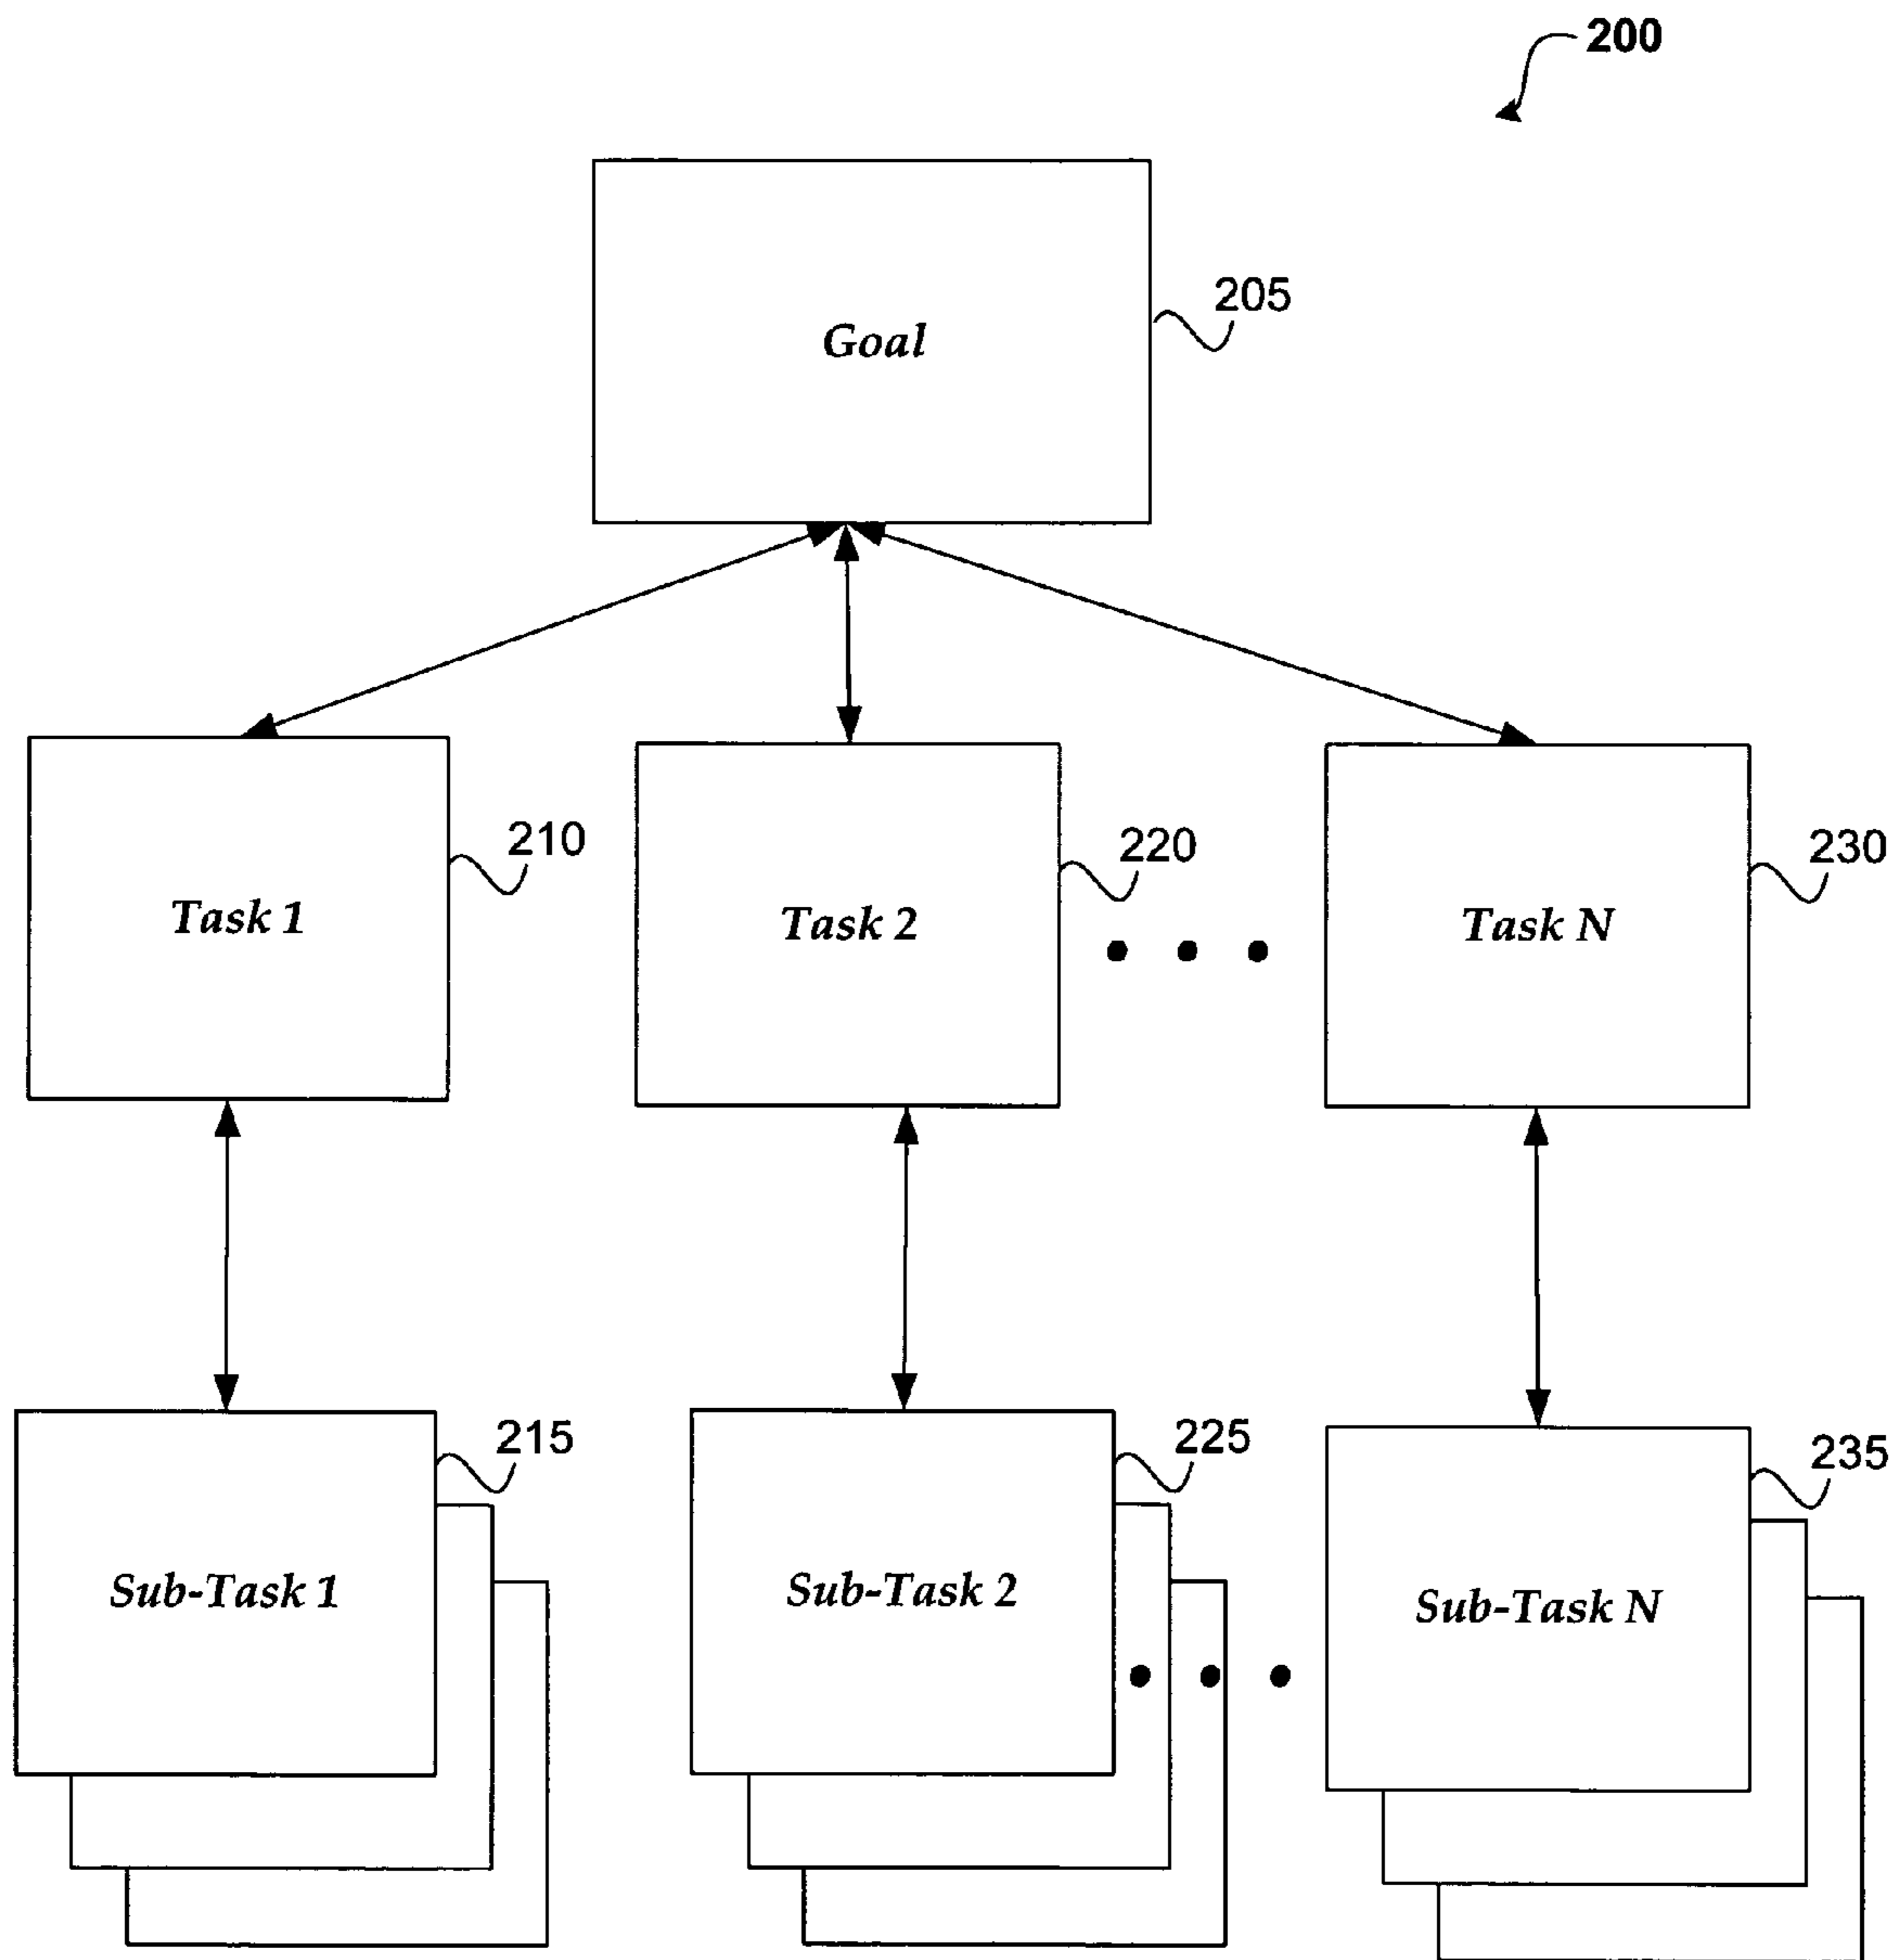 200
205
Goal
210
220
230
Task 1
Task 2
Task N
215
225
235
Sub-Task 1
Sub-Task 2
Sub-Task N